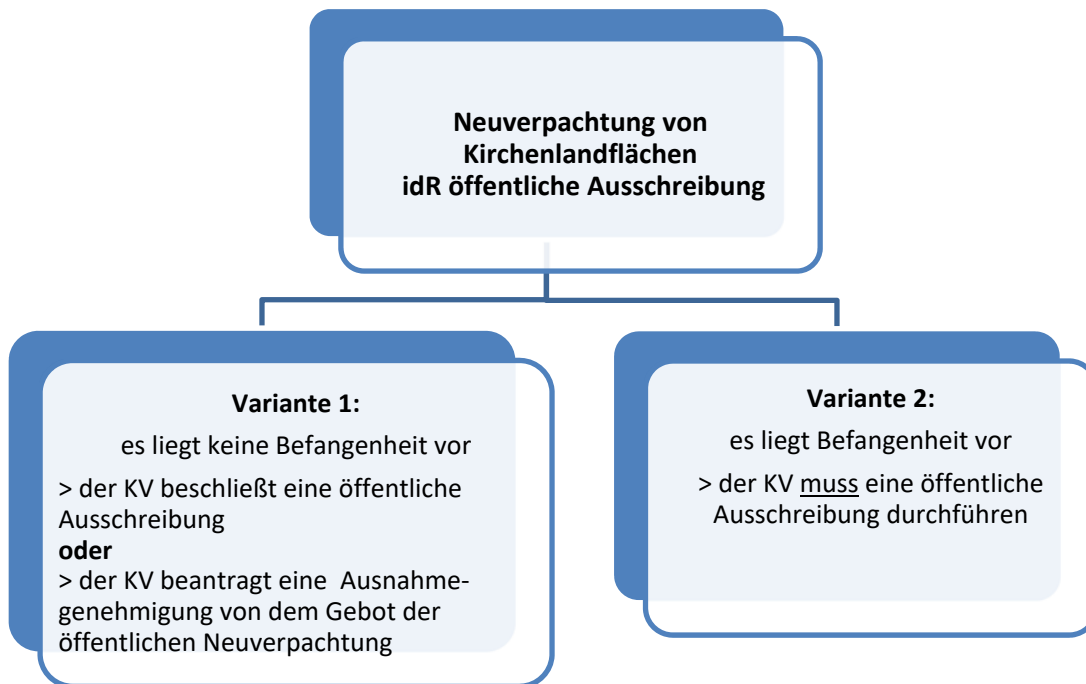 Neuverpachtung von
Kirchenlandflächen
idR öffentliche Ausschreibung
Variante 1:
es liegt keine Befangenheit vor
> der KV beschließt eine öffentliche
Ausschreibung
oder
> der KV beantragt eine Ausnahme-
genehmigung von dem Gebot der
öffentlichen Neuverpachtung
Variante 2:
es liegt Befangenheit vor
> der KV muss eine öffentliche
Ausschreibung durchführen